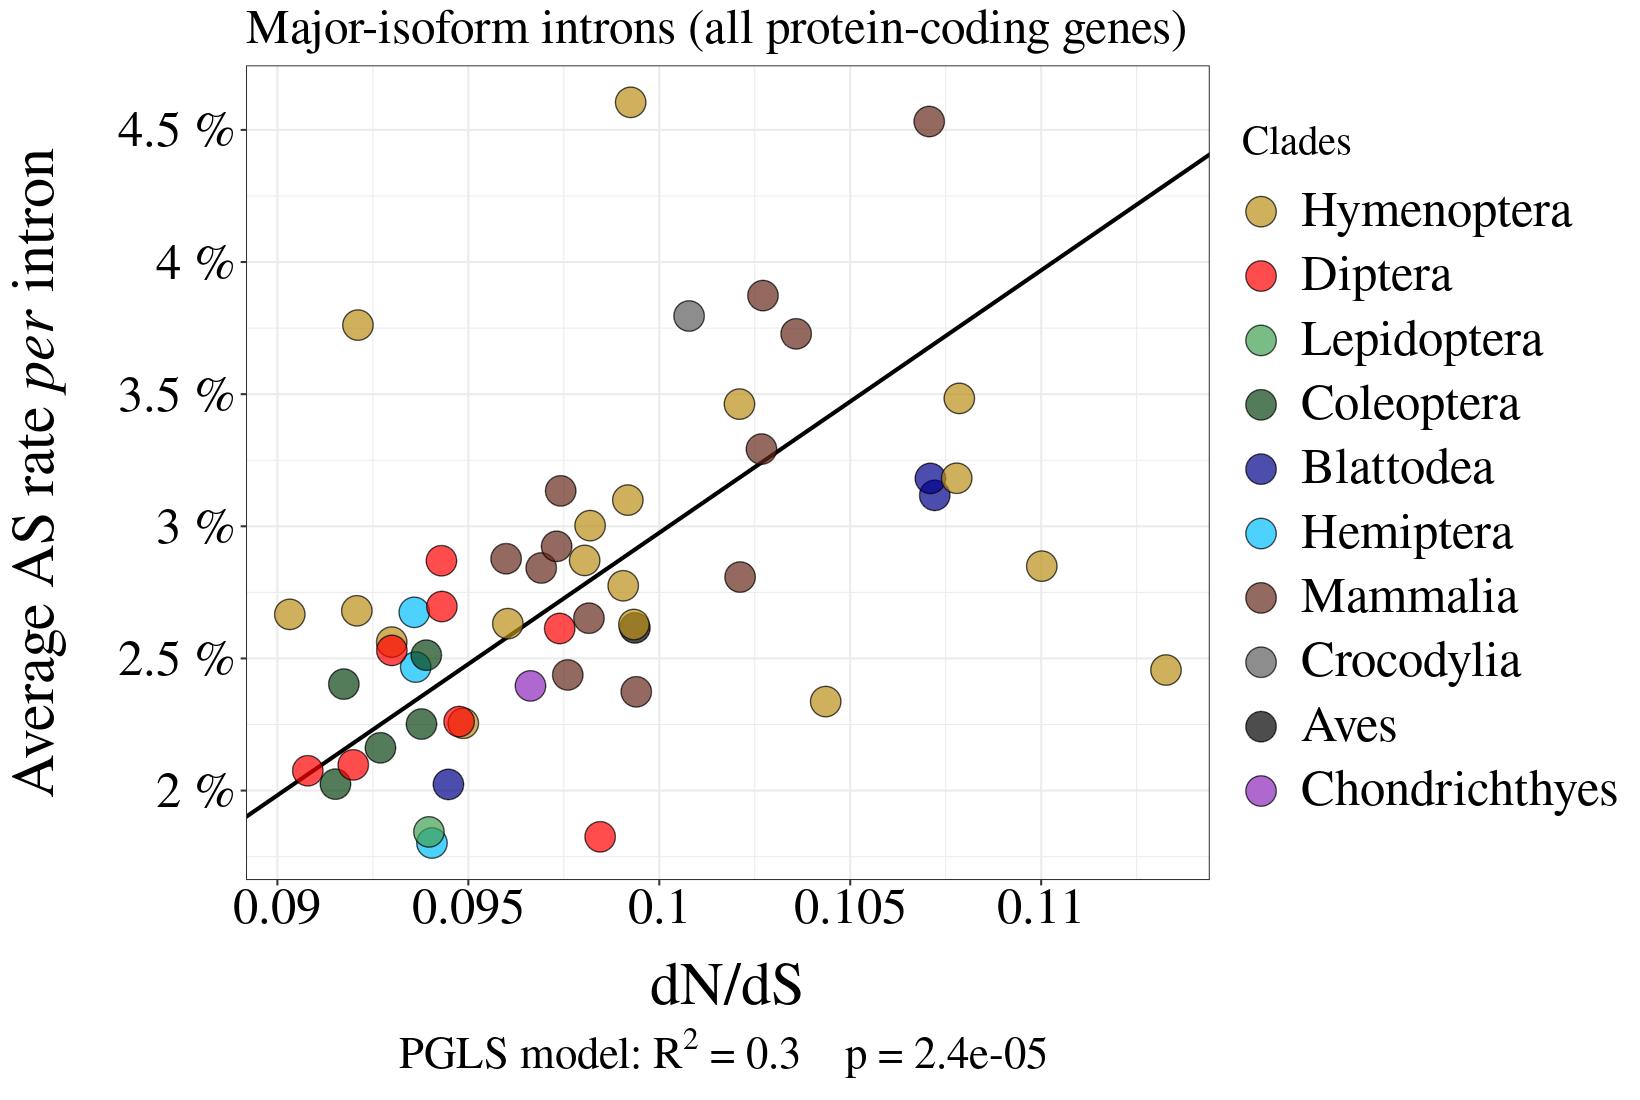 Major-isoform introns (all protein-coding genes)
Average AS rate per intron
4.5 %
4 %
3.5 %
3 %
2.5 %
2 %
0.09 0.095 0.1 0.105 0.11
dN/dS
PGLS model: R² = 0.3 p = 2.4e-05
Clades
Hymenoptera
Diptera
Lepidoptera
Coleoptera
Blattodea
Hemiptera
Mammalia
Crocodylia
Aves
Chondrichthyes